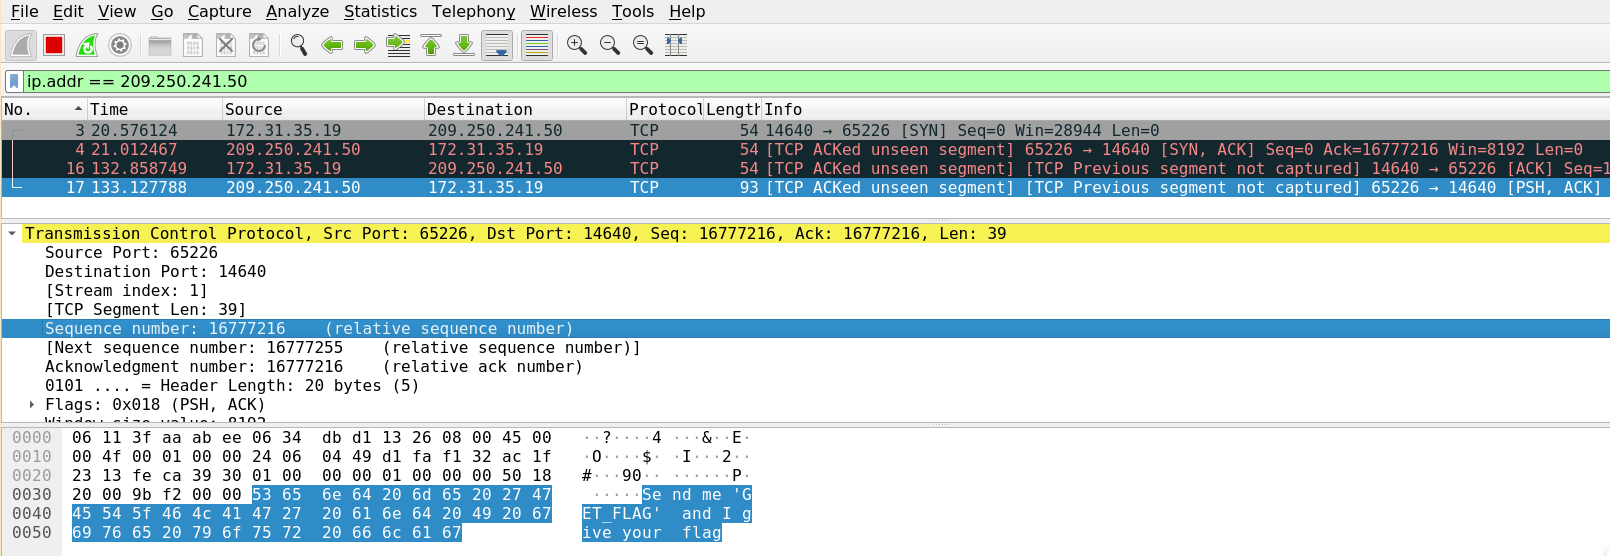 File Edit View Go Capture Analyze Statistics Telephony Wireless Tools Help
ip.addr == 209.250.241.50
No. Time Source Destination Protocol Length Info
3 20.576124 172.31.35.19 209.250.241.50 TCP 54 14640 → 65226 [SYN] Seq=0 Win=28944 Len=0
4 21.012467 209.250.241.50 172.31.35.19 TCP 54 [TCP ACKed unseen segment] 65226 → 14640 [SYN, ACK] Seq=0 Ack=16777216 Win=8192 Len=0
16 132.858749 172.31.35.19 209.250.241.50 TCP 54 [TCP ACKed unseen segment] [TCP Previous segment not captured] 14640 → 65226 [ACK] Seq=1
17 133.127788 209.250.241.50 172.31.35.19 TCP 93 [TCP ACKed unseen segment] [TCP Previous segment not captured] 65226 → 14640 [PSH, ACK]
Transmission Control Protocol, Src Port: 65226, Dst Port: 14640, Seq: 16777216, Ack: 16777216, Len: 39
Source Port: 65226
Destination Port: 14640
[Stream index: 1]
[TCP Segment Len: 39]
Sequence number: 16777216 (relative sequence number)
[Next sequence number: 16777255 (relative sequence number)]
Acknowledgment number: 16777216 (relative ack number)
0101 .... = Header Length: 20 bytes (5)
Flags: 0x018 (PSH, ACK)
Window size value: 8192
0000 06 11 3f aa ab ee 06 34 db d1 13 26 08 00 45 00 ··?····4 ···&··E·
0010 00 4f 00 01 00 00 24 06 04 49 d1 fa f1 32 ac 1f ·O····$· ·I···2··
0020 23 13 fe ca 39 30 01 00 00 00 01 00 00 00 50 18 #···90·· ······P·
0030 20 00 9b f2 00 00 53 65 6e 64 20 6d 65 20 27 47 ·····Se nd me 'G
0040 45 54 5f 46 4c 41 47 27 20 61 6e 64 20 49 20 67 ET_FLAG' and I g
0050 69 76 65 20 79 6f 75 72 20 66 6c 61 67 ive your flag